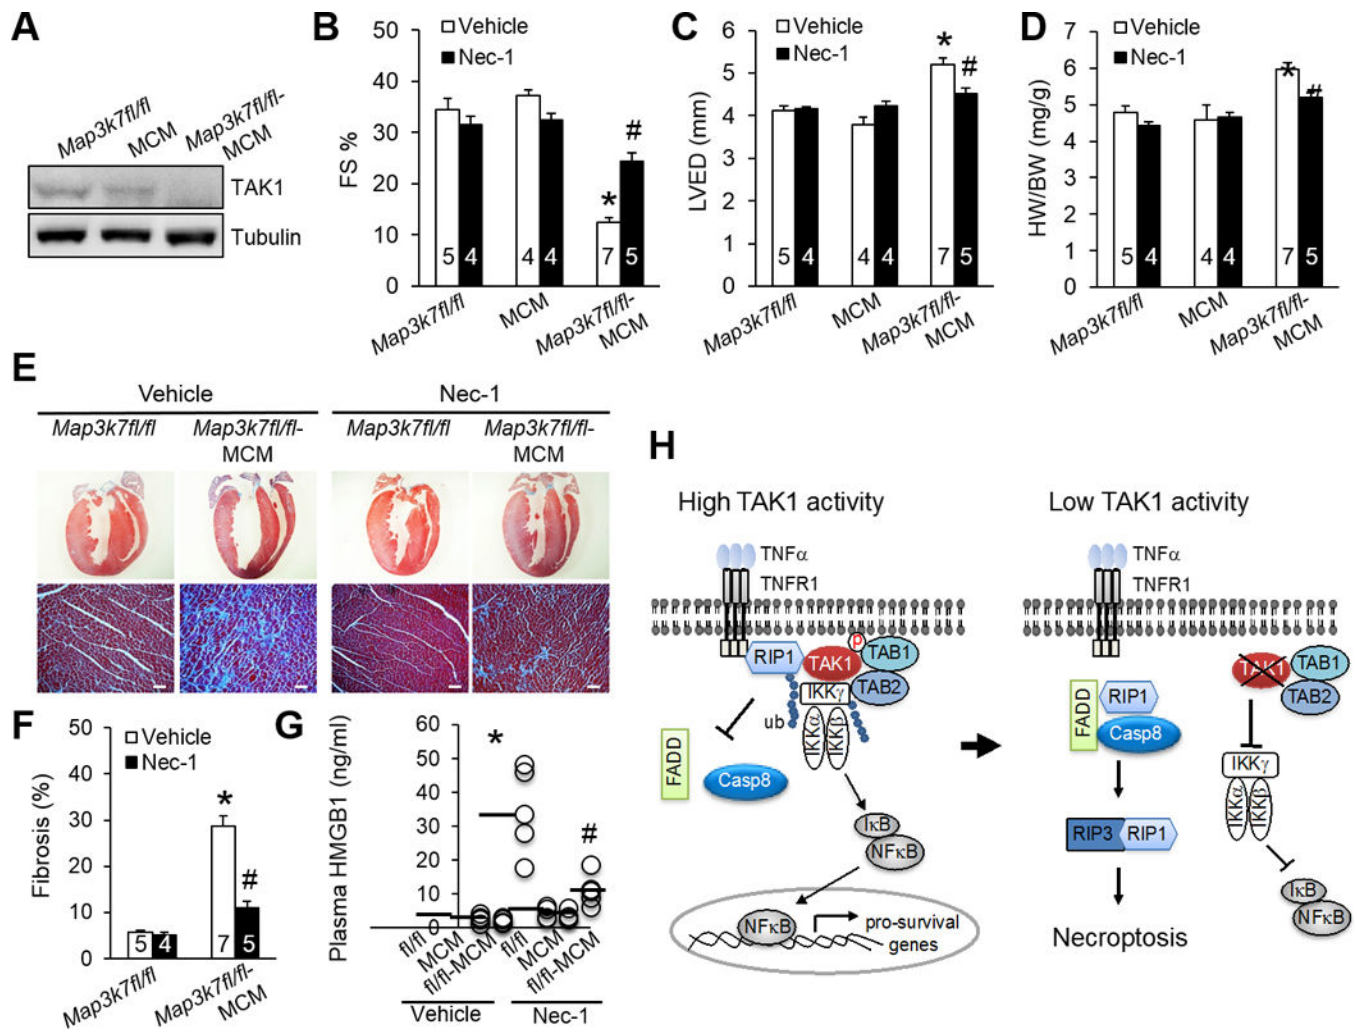 A
Map3k7fl/fl
MCM
Map3k7fl/fl-
MCM
TAK1
Tubulin
B
50
40
30
20
10
0
FS %
Vehicle
Nec-1
*
#
5
4
4
4
7
5
Map3k7fl/fl
MCM
Map3k7fl/fl-
MCM
C
6
5
4
3
2
1
0
LVED (mm)
Vehicle
Nec-1
*
#
5
4
4
4
7
5
Map3k7fl/fl
MCM
Map3k7fl/fl-
MCM
D
7
6
5
4
3
2
1
0
HW/BW (mg/g)
Vehicle
Nec-1
*
#
5
4
4
4
7
5
Map3k7fl/fl
MCM
Map3k7fl/fl-
MCM
E
Vehicle
Nec-1
Map3k7fl/fl
Map3k7fl/fl-
MCM
Map3k7fl/fl
Map3k7fl/fl-
MCM
F
50
40
30
20
10
0
Fibrosis (%)
Vehicle
Nec-1
*
#
5
4
7
5
Map3k7fl/fl
Map3k7fl/fl-
MCM
G
60
50
40
30
20
10
0
Plasma HMGB1 (ng/ml)
*
#
fl/fl
MCM
fl/fl-MCM
fl/fl
MCM
fl/fl-MCM
Vehicle
Nec-1
H
High TAK1 activity
TNFα
TNFR1
RIP1
TAK1
p
TAB1
TAB2
IKKγ
ub
IKKα
IKKβ
FADD
Casp8
IκB
NFκB
NFκB
pro-survival
genes
Low TAK1 activity
TNFα
TNFR1
TAK1
TAB1
TAB2
FADD
RIP1
Casp8
IKKγ
IKKα
IKKβ
RIP3
RIP1
IκB
NFκB
Necroptosis